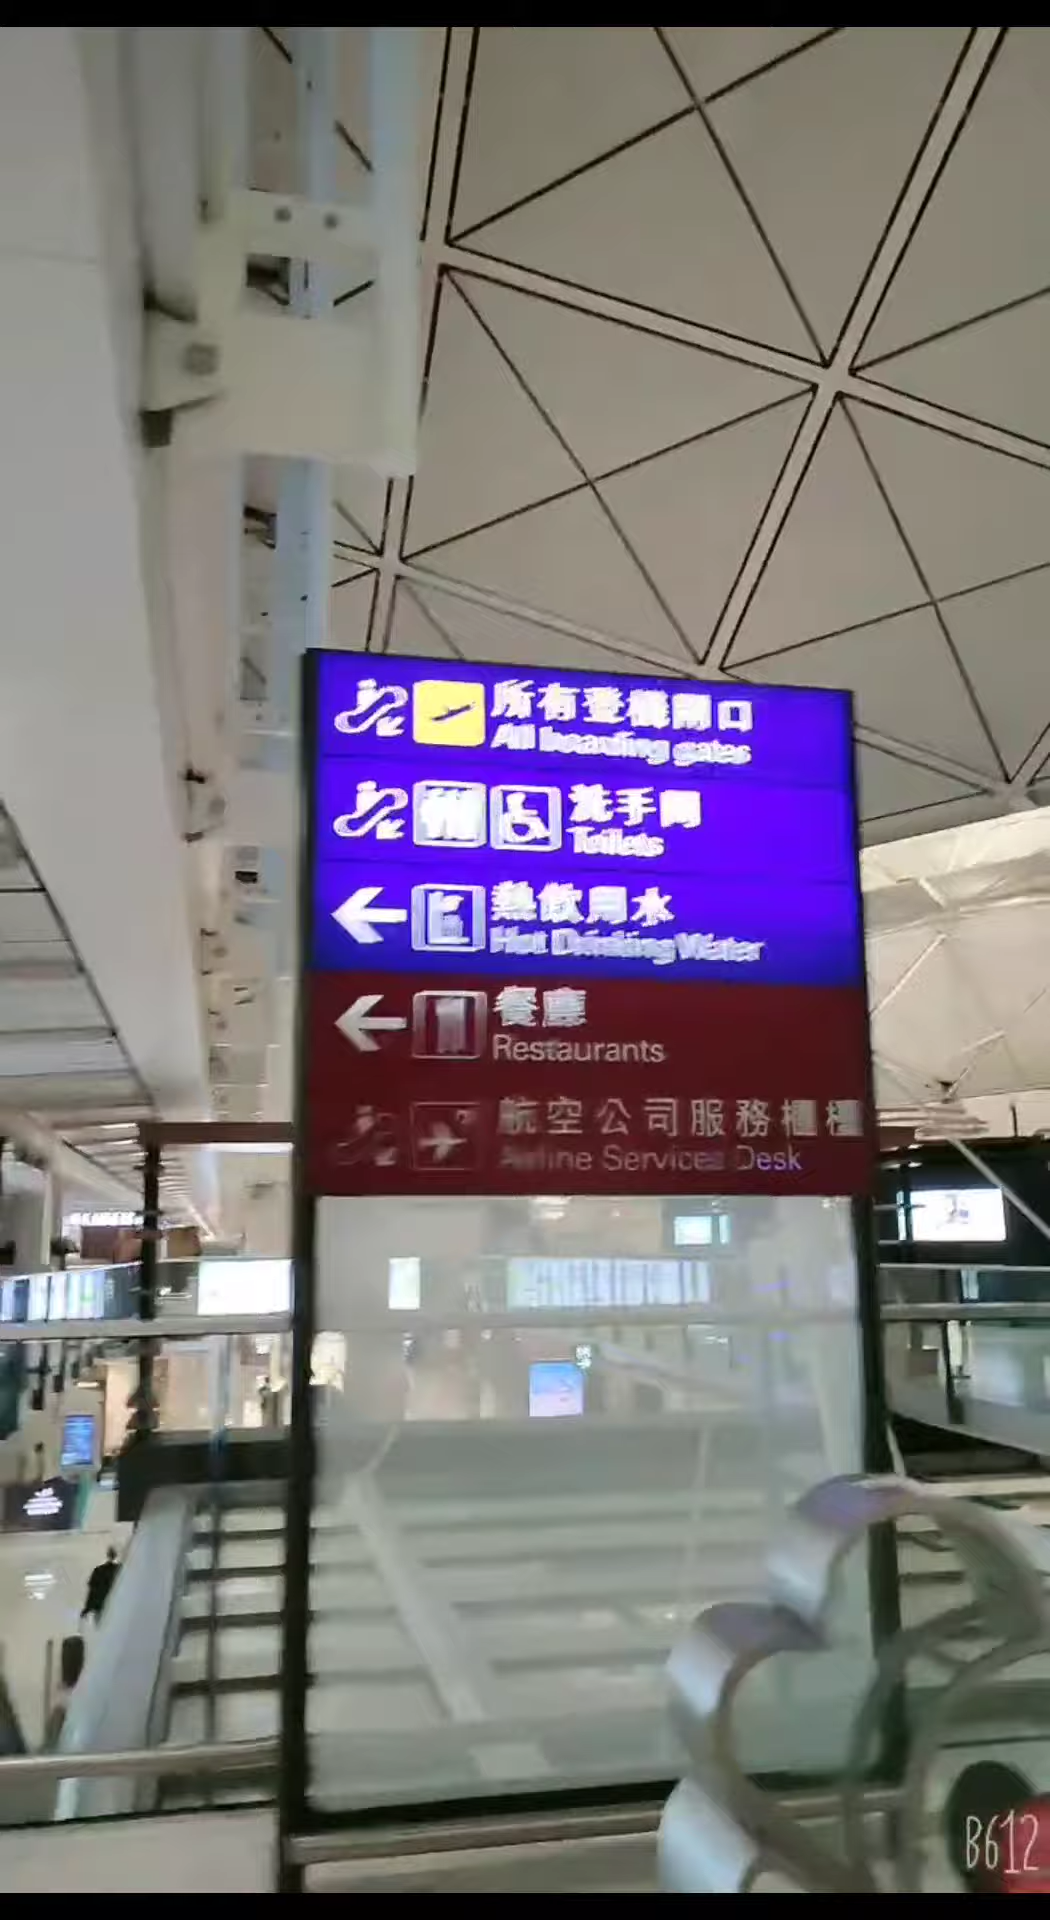 所有登機閘口
All boarding gates
洗手間
Toilets
熱飲用水
Hot Drinking Water
餐廳
Restaurants
航空公司服務櫃檯
Airline Services Desk
B612